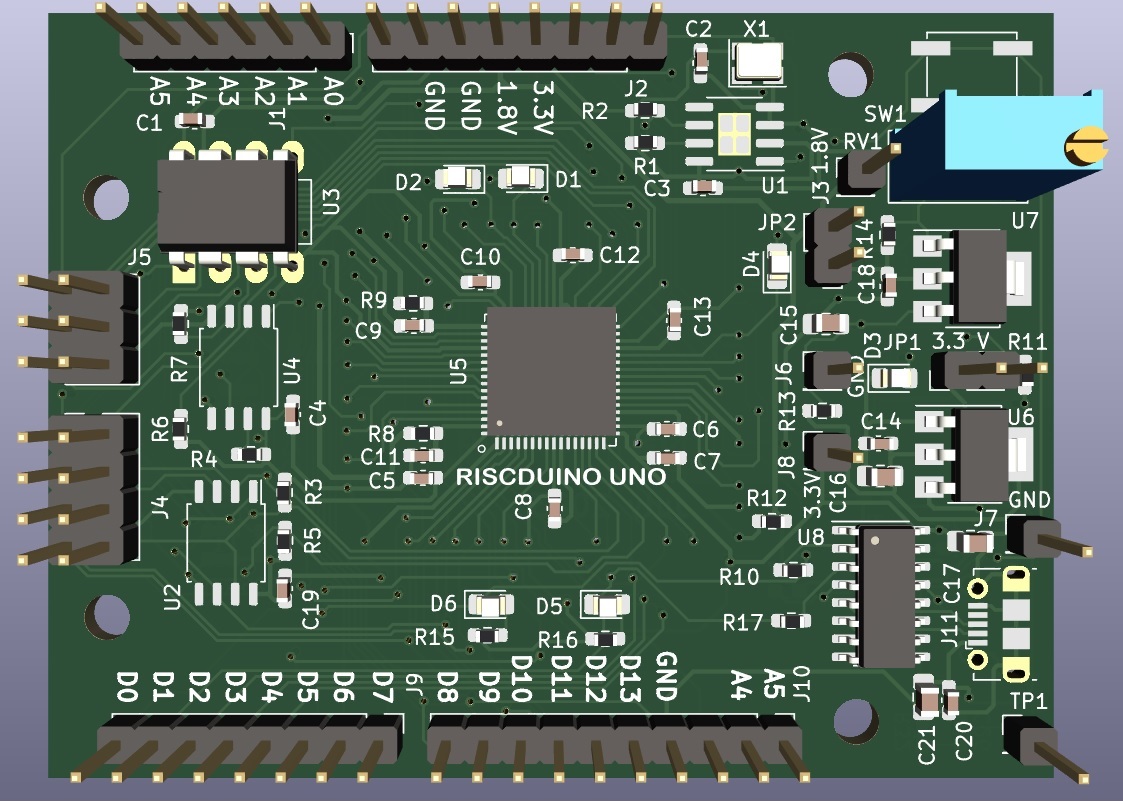 C2 X1
A5 A4 A3 A2 A1 A0
J1
C1
GND GND 1.8V 3.3V
J2
R2
R1
SW1
RV1
J3 1.8V
U1
C3
D2 D1
U3
JP2
R14
U7
J5
C10 C12
D4
C18
R9
C9
C13
C15
D3
JP1 3.3 V R11
GND
J6
R7
U4
U5
R13
C14
U6
R6
C4
R8
C11
C5
C6
C7
R4
RISCDUINO UNO
J8
3.3V
C16
GND
J4
R3
C8
R12
J7
U8
R5
R10
C17
U2
C19
D6 D5
R15 R16
R17
J11
D0 D1 D2 D3 D4 D5 D6 D7
J9
D8 D9 D10 D11 D12 D13 GND A4 A5
J10
TP1
C21 C20